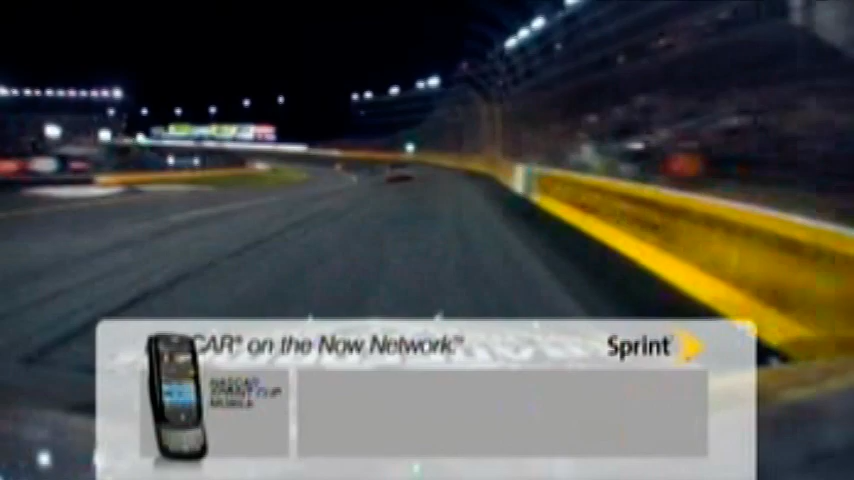 CAR® on the Now Network™
Sprint
NASCAR
SPRINT CUP
MOBILE